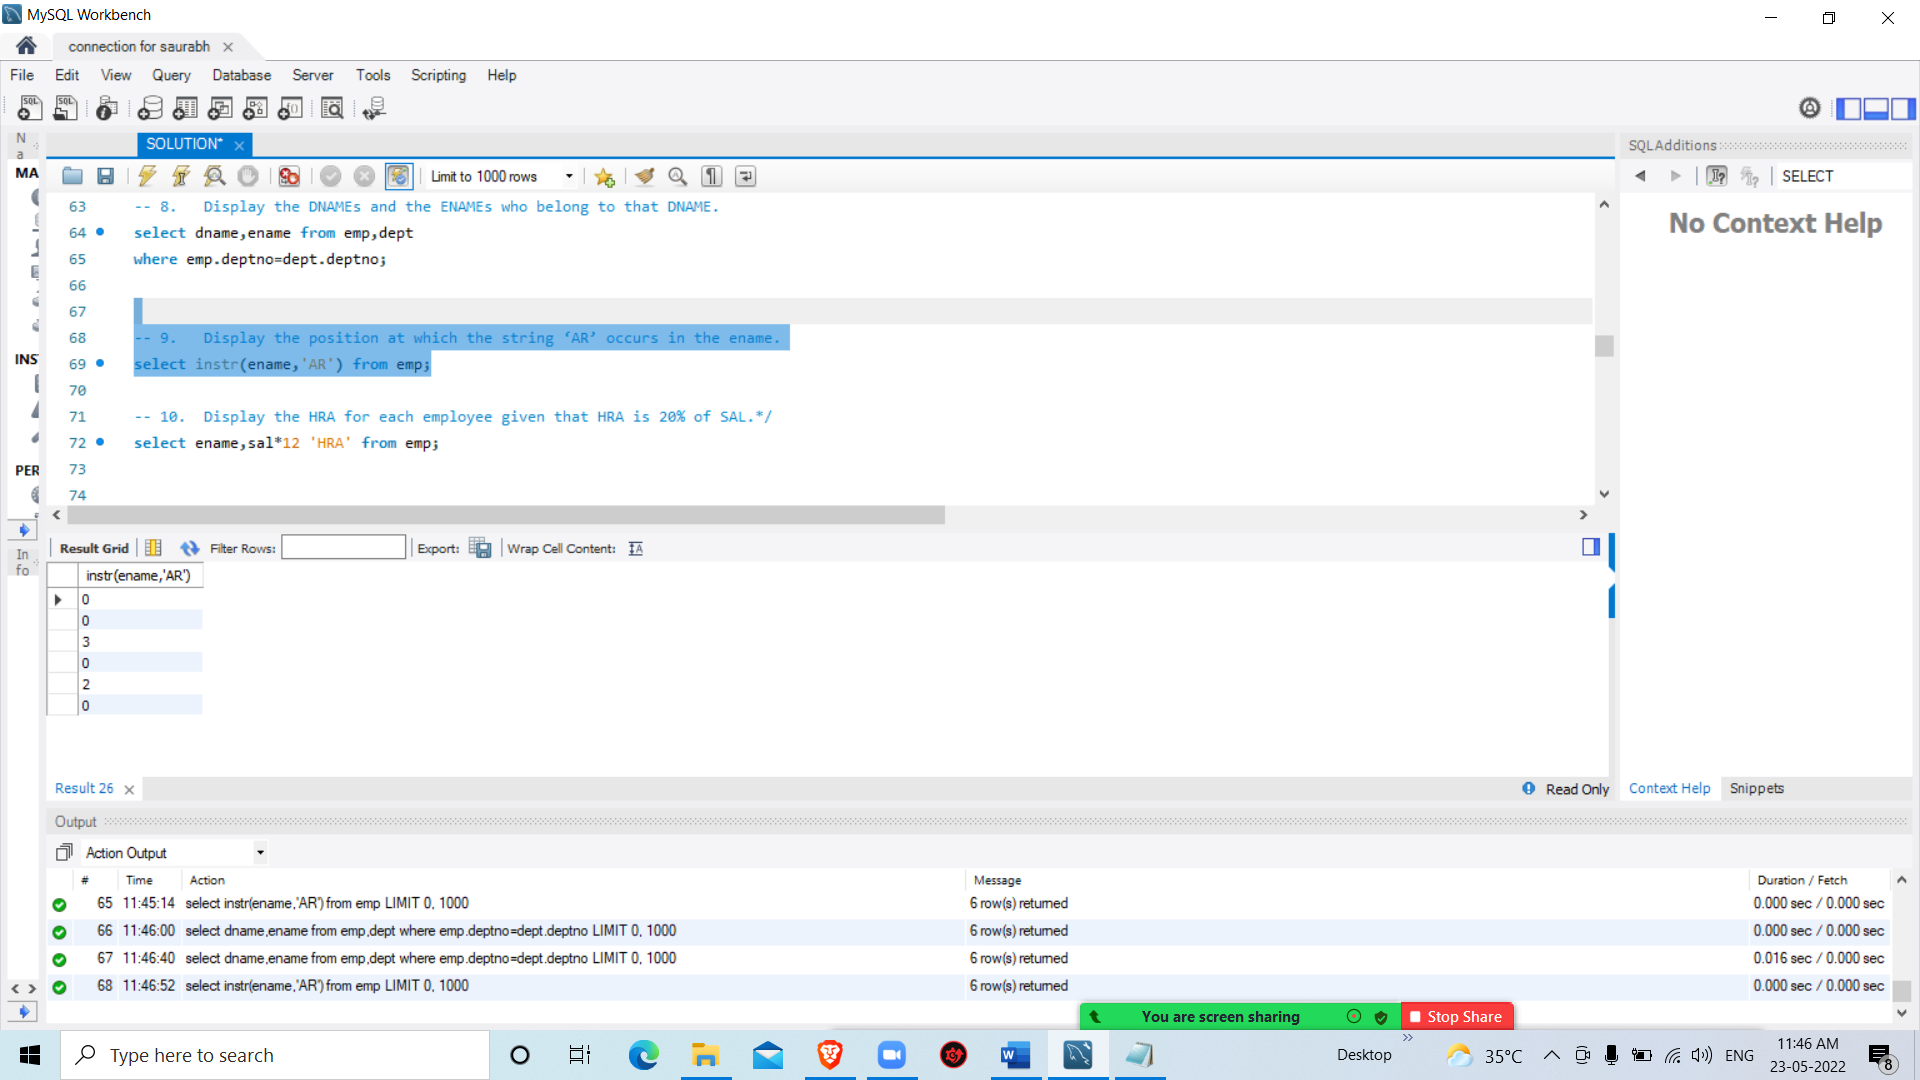 MySQL Workbench
connection for saurabh
File Edit View Query Database Server Tools Scripting Help
SOLUTION*
SQLAdditions
Limit to 1000 rows
SELECT
No Context Help
N
a
MA
INS
PER
In
fo
63 -- 8. Display the DNAMEs and the ENAMEs who belong to that DNAME.
64 select dname,ename from emp,dept
65 where emp.deptno=dept.deptno;
66
67
68 -- 9. Display the position at which the string ‘AR’ occurs in the ename.
69 select instr(ename,'AR') from emp;
70
71 -- 10. Display the HRA for each employee given that HRA is 20% of SAL.*/
72 select ename,sal*12 'HRA' from emp;
73
74
Result Grid Filter Rows: Export: Wrap Cell Content:
instr(ename,'AR')
0
0
3
0
2
0
Result 26 Read Only Context Help Snippets
Output
Action Output
# Time Action Message Duration / Fetch
65 11:45:14 select instr(ename,'AR') from emp LIMIT 0, 1000 6 row(s) returned 0.000 sec / 0.000 sec
66 11:46:00 select dname,ename from emp,dept where emp.deptno=dept.deptno LIMIT 0, 1000 6 row(s) returned 0.000 sec / 0.000 sec
67 11:46:40 select dname,ename from emp,dept where emp.deptno=dept.deptno LIMIT 0, 1000 6 row(s) returned 0.016 sec / 0.000 sec
68 11:46:52 select instr(ename,'AR') from emp LIMIT 0, 1000 6 row(s) returned 0.000 sec / 0.000 sec
You are screen sharing Stop Share
Type here to search
Desktop
35°C
ENG
11:46 AM
23-05-2022
8